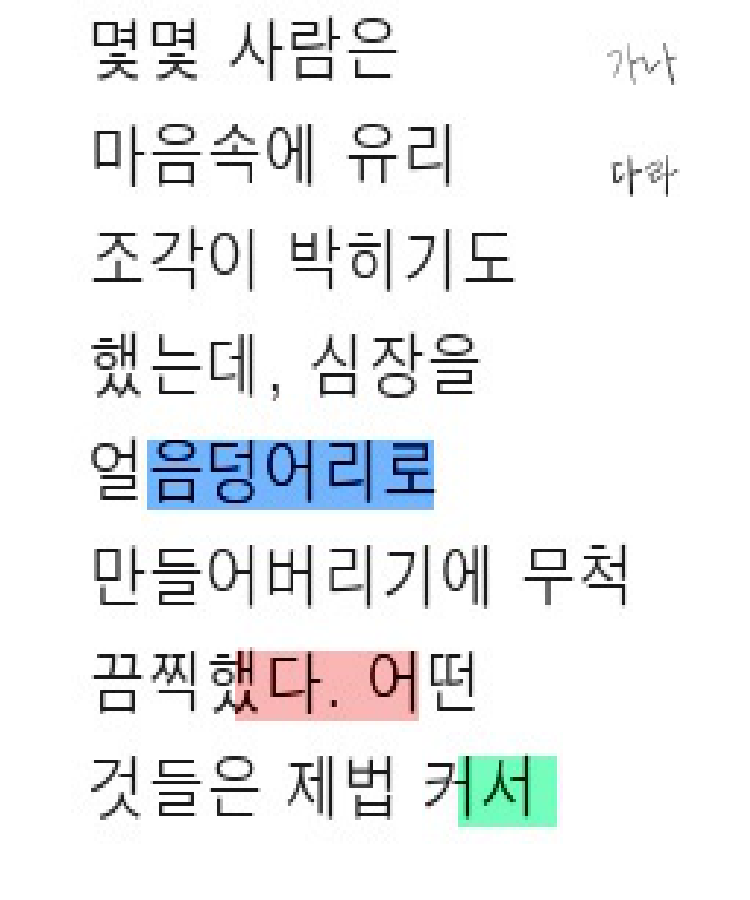 몇몇 사람은
마음속에 유리
조각이 박히기도
했는데, 심장을
얼음덩어리로
만들어버리기에 무척
끔찍했다. 어떤
것들은 제법 커서
가나
다라